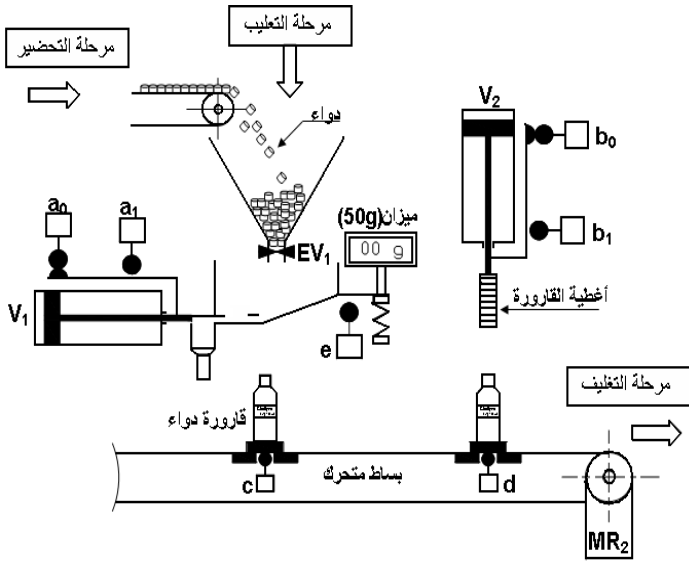 مرحلة التعليب
مرحلة التحضير
دواء
V2
b0
a0
a1
ميزان(50g)
00 g
EV1
b1
V1
أغطية القارورة
e
مرحلة التغليف
قارورة دواء
c
بساط متحرك
d
MR2